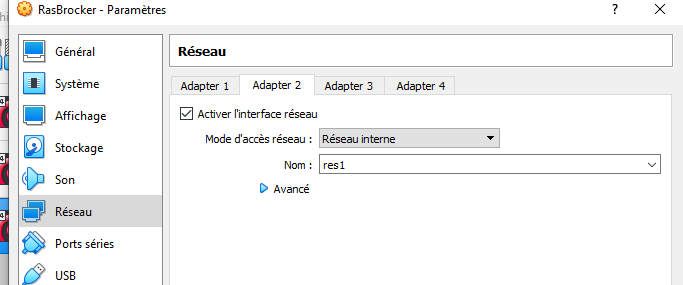 RasBrocker - Paramètres
?
Général
Système
Affichage
Stockage
Son
Réseau
Ports séries
USB
Réseau
Adapter 1 Adapter 2 Adapter 3 Adapter 4
Activer l'interface réseau
Mode d'accès réseau : Réseau interne
Nom : res1
Avancé